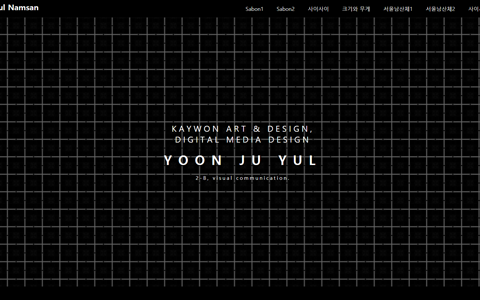 ul Namsan
Sabon1 Sabon2 사이사이 크기와 무게 서울남산체1 서울남산체2 사이
KAYWON ART & DESIGN,
DIGITAL MEDIA DESIGN
YOON JU YUL
2-B, visual communication.